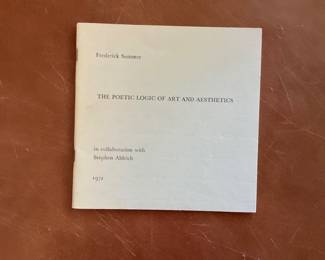 Frederick Sommer
THE POETIC LOGIC OF ART AND AESTHETICS
in collaboration with
Stephen Aldrich
1972